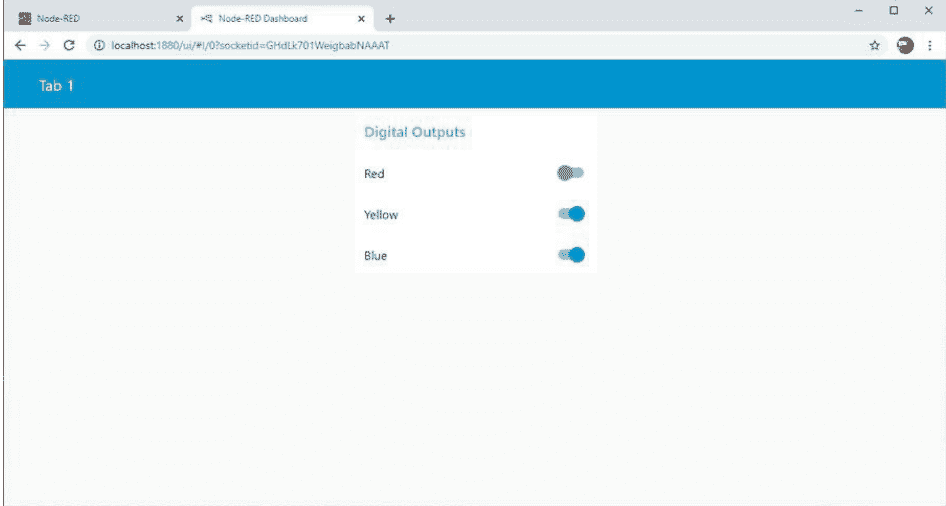 Node-RED
Node-RED Dashboard
localhost:1880/ui/#!/0?socketid=GHdLk701WeigbabNAAAT
Tab 1
Digital Outputs
Red
Yellow
Blue